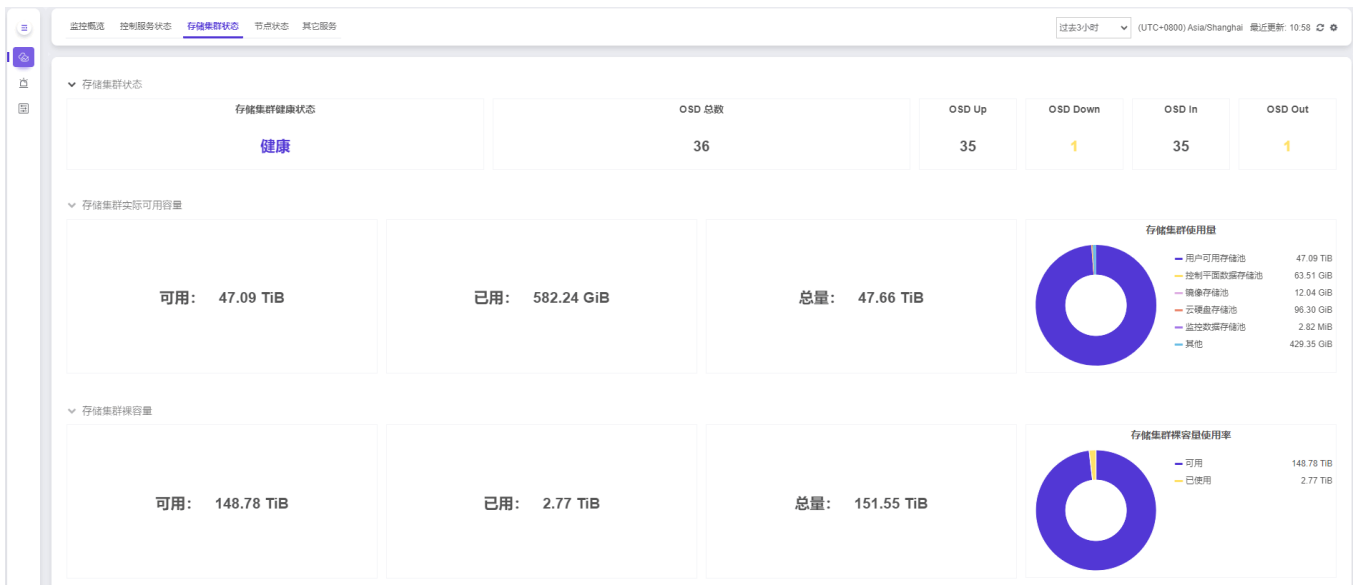 监控概览 控制服务状态 存储集群状态 节点状态 其它服务 过去3小时 (UTC+0800) Asia/Shanghai 最近更新: 10:58
存储集群状态
存储集群健康状态 OSD 总数 OSD Up OSD Down OSD In OSD Out
健康 36 35 1 35 1
存储集群实际可用容量
存储集群使用量
可用： 47.09 TiB 已用： 582.24 GiB 总量： 47.66 TiB
用户可用存储池 47.09 TiB
控制平面数据存储池 63.51 GiB
镜像存储池 12.04 GiB
云硬盘存储池 96.30 GiB
监控数据存储池 2.82 MiB
其他 429.35 GiB
存储集群裸容量
存储集群裸容量使用率
可用： 148.78 TiB 已用： 2.77 TiB 总量： 151.55 TiB
可用 148.78 TiB
已使用 2.77 TiB